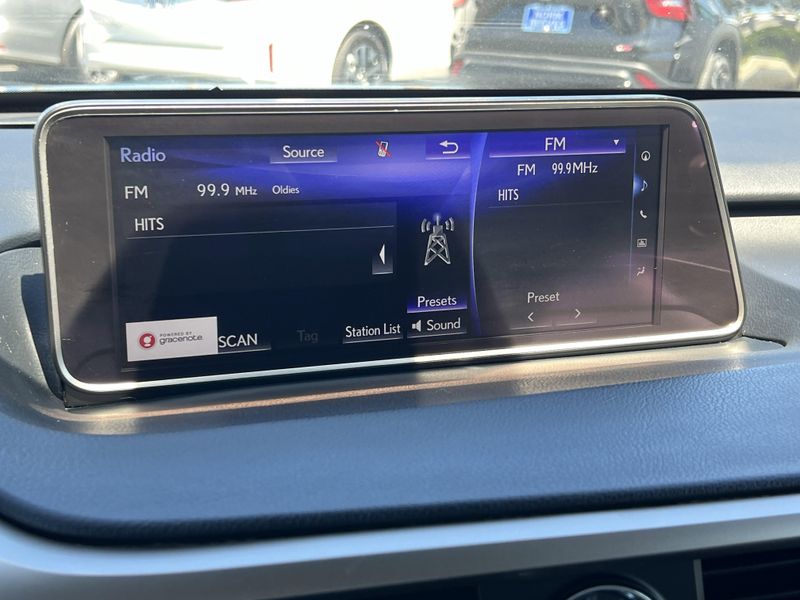 Radio
Source
FM 99.9 MHz Oldies
HITS
Presets
POWERED BY
gracenote.
SCAN
Tag
Station List
Sound
FM
FM 99.9MHz
HITS
Preset